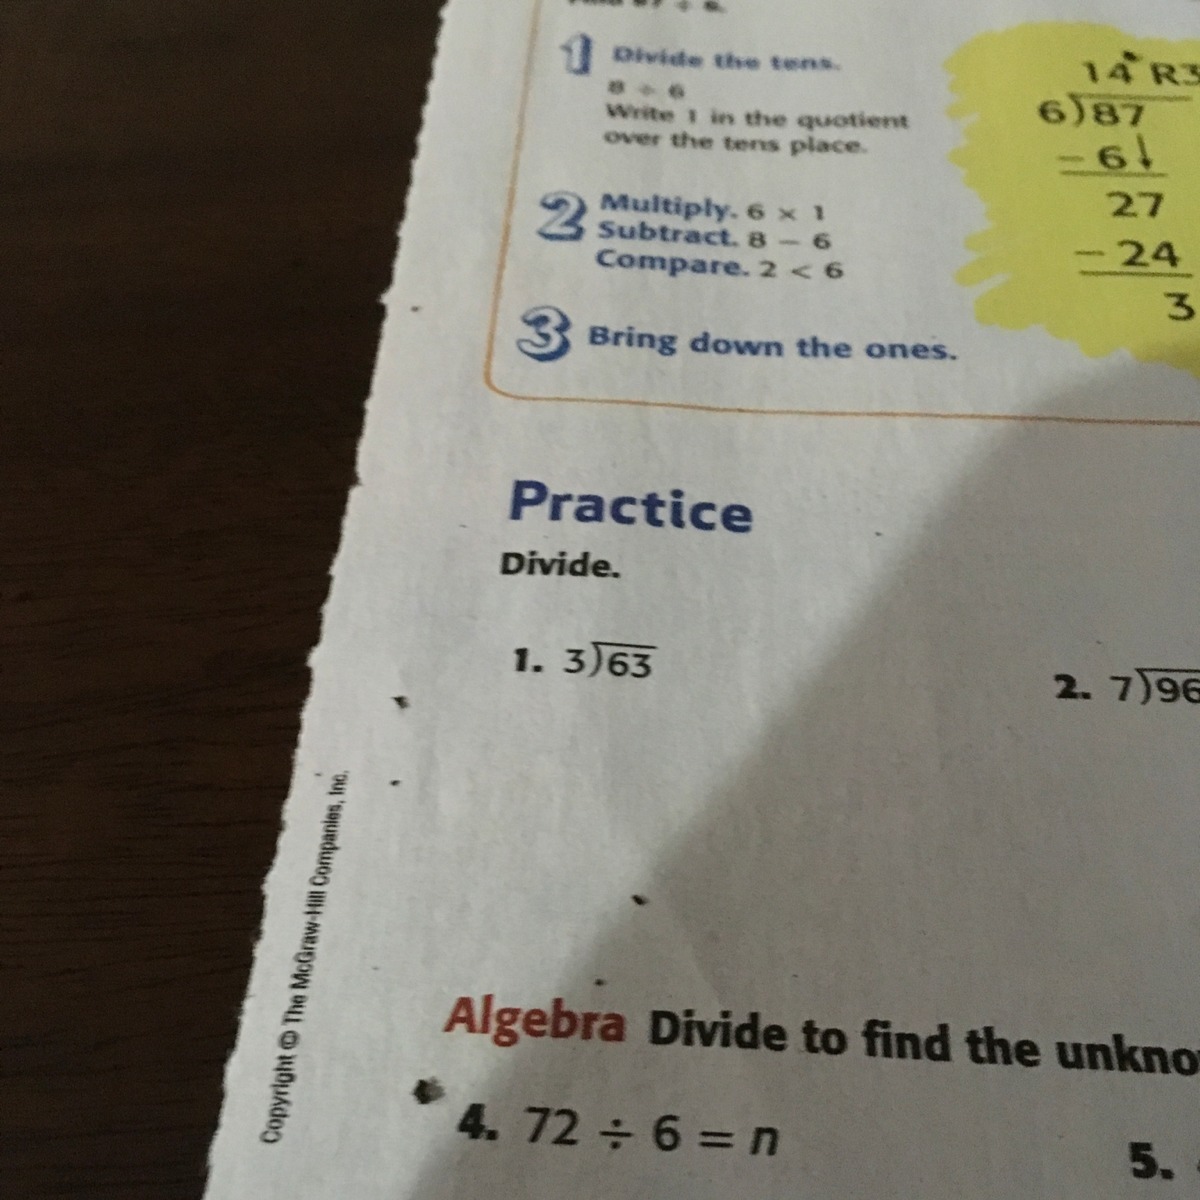 1 Divide the tens.
8 ÷ 6
Write 1 in the quotient
over the tens place.
2 Multiply. 6 × 1
Subtract. 8 − 6
Compare. 2 < 6
3 Bring down the ones.
14 R3
6)87
− 6↓
27
− 24
3
Practice
Divide.
1. 3)63
2. 7)96
Algebra Divide to find the
4. 72 ÷ 6 = n
5.
Copyright © The McGraw-Hill Companies, Inc.